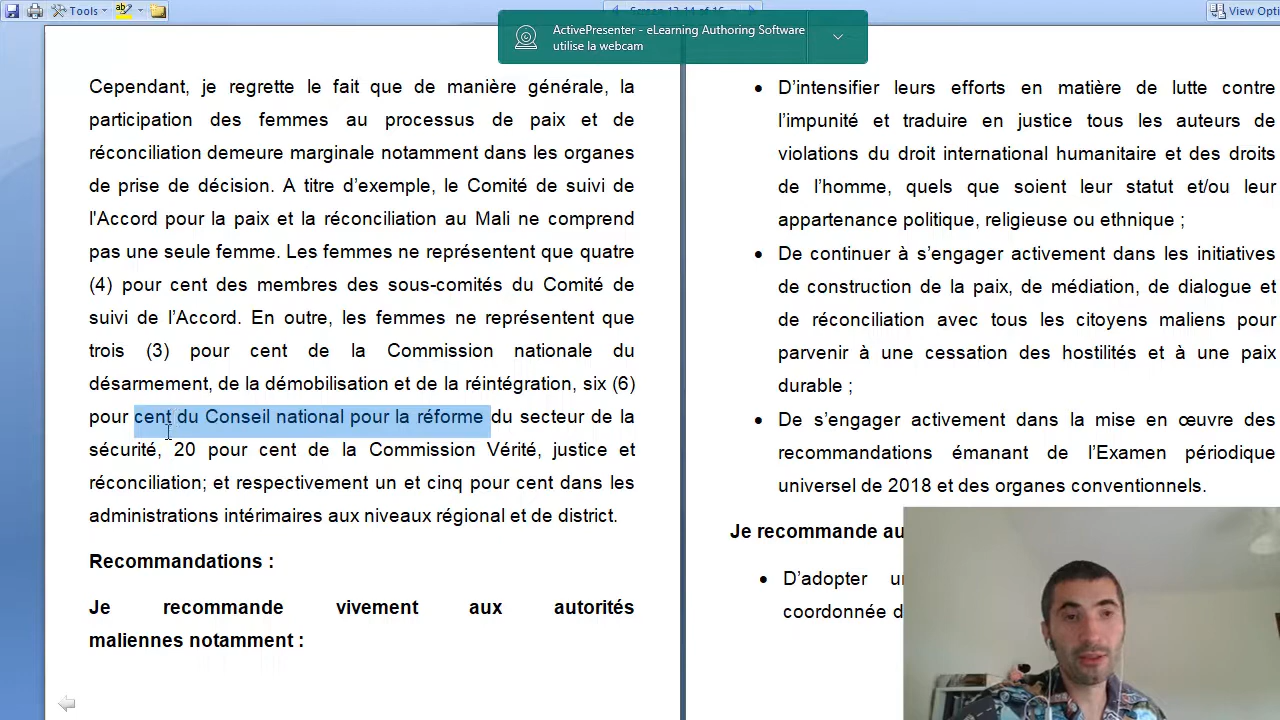 Tools
Screen 13-14 of 16
View Opti
ActivePresenter - eLearning Authoring Software
utilise la webcam
Cependant, je regrette le fait que de manière générale, la
participation des femmes au processus de paix et de
réconciliation demeure marginale notamment dans les organes
de prise de décision. A titre d’exemple, le Comité de suivi de
l'Accord pour la paix et la réconciliation au Mali ne comprend
pas une seule femme. Les femmes ne représentent que quatre
(4) pour cent des membres des sous-comités du Comité de
suivi de l’Accord. En outre, les femmes ne représentent que
trois (3) pour cent de la Commission nationale du
désarmement, de la démobilisation et de la réintégration, six (6)
pour cent du Conseil national pour la réforme du secteur de la
sécurité, 20 pour cent de la Commission Vérité, justice et
réconciliation; et respectivement un et cinq pour cent dans les
administrations intérimaires aux niveaux régional et de district.
Recommandations :
Je recommande vivement aux autorités
maliennes notamment :
• D’intensifier leurs efforts en matière de lutte contre
l’impunité et traduire en justice tous les auteurs de
violations du droit international humanitaire et des droits
de l’homme, quels que soient leur statut et/ou leur
appartenance politique, religieuse ou ethnique ;
• De continuer à s’engager activement dans les initiatives
de construction de la paix, de médiation, de dialogue et
de réconciliation avec tous les citoyens maliens pour
parvenir à une cessation des hostilités et à une paix
durable ;
• De s’engager activement dans la mise en œuvre des
recommandations émanant de l’Examen périodique
universel de 2018 et des organes conventionnels.
Je recommande au
• D’adopter
coordonnée